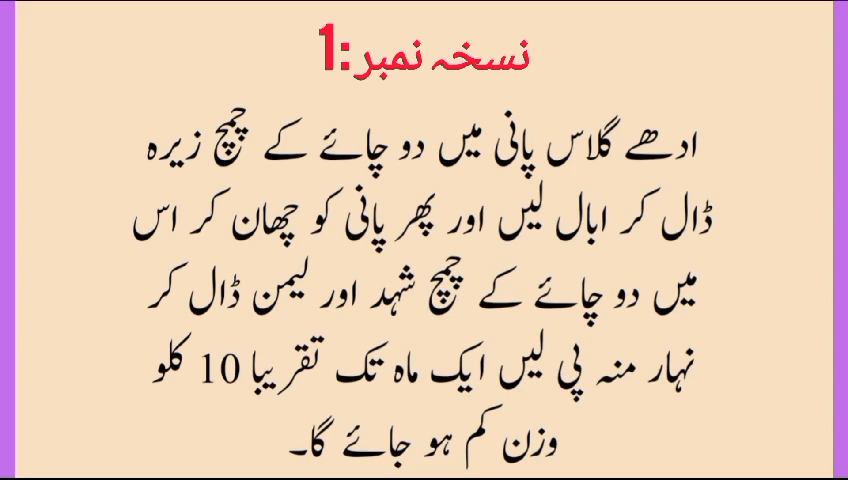 نسخہ نمبر:1
ادھے گلاس پانی میں دو چائے کے چمچ زیرہ
ڈال کر ابال لیں اور پھر پانی کو چھان کر اس
میں دو چائے کے چمچ شہد اور لیمن ڈال کر
نہار منہ پی لیں ایک ماہ تک تقریبا 10 کلو
وزن کم ہو جائے گا۔